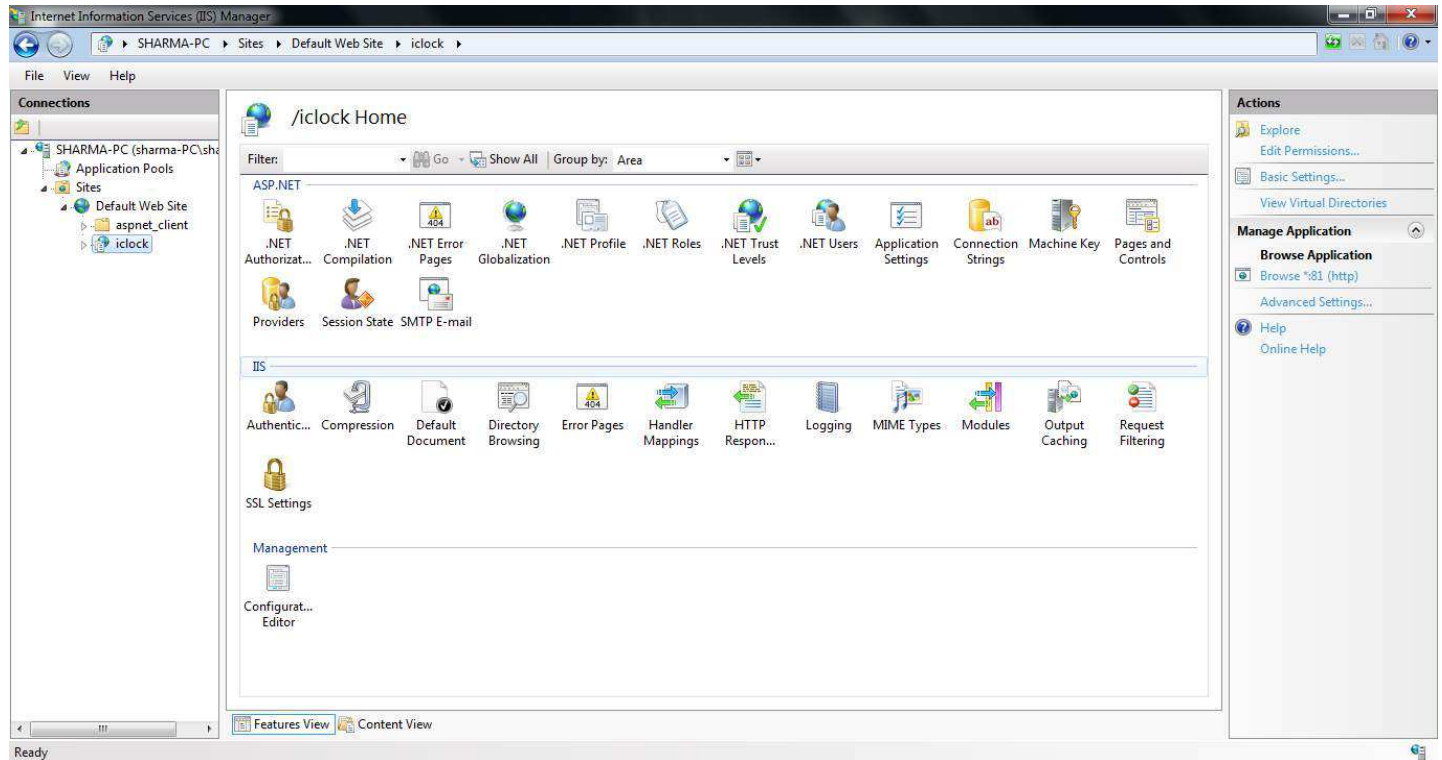 Internet Information Services (IIS) Manager
SHARMA-PC Sites Default Web Site iclock
File View Help
Connections
SHARMA-PC (sharma-PC\sha
Application Pools
Sites
Default Web Site
aspnet_client
iclock
/iclock Home
Filter: Go Show All Group by: Area
ASP.NET
.NET Authorizat...
.NET Compilation
.NET Error Pages
.NET Globalization
.NET Profile
.NET Roles
.NET Trust Levels
.NET Users
Application Settings
Connection Strings
Machine Key
Pages and Controls
Providers
Session State
SMTP E-mail
IIS
Authentic...
Compression
Default Document
Directory Browsing
Error Pages
Handler Mappings
HTTP Respon...
Logging
MIME Types
Modules
Output Caching
Request Filtering
SSL Settings
Management
Configurat... Editor
Features View Content View
Actions
Explore
Edit Permissions...
Basic Settings...
View Virtual Directories
Manage Application
Browse Application
Browse *:81 (http)
Advanced Settings...
Help
Online Help
Ready